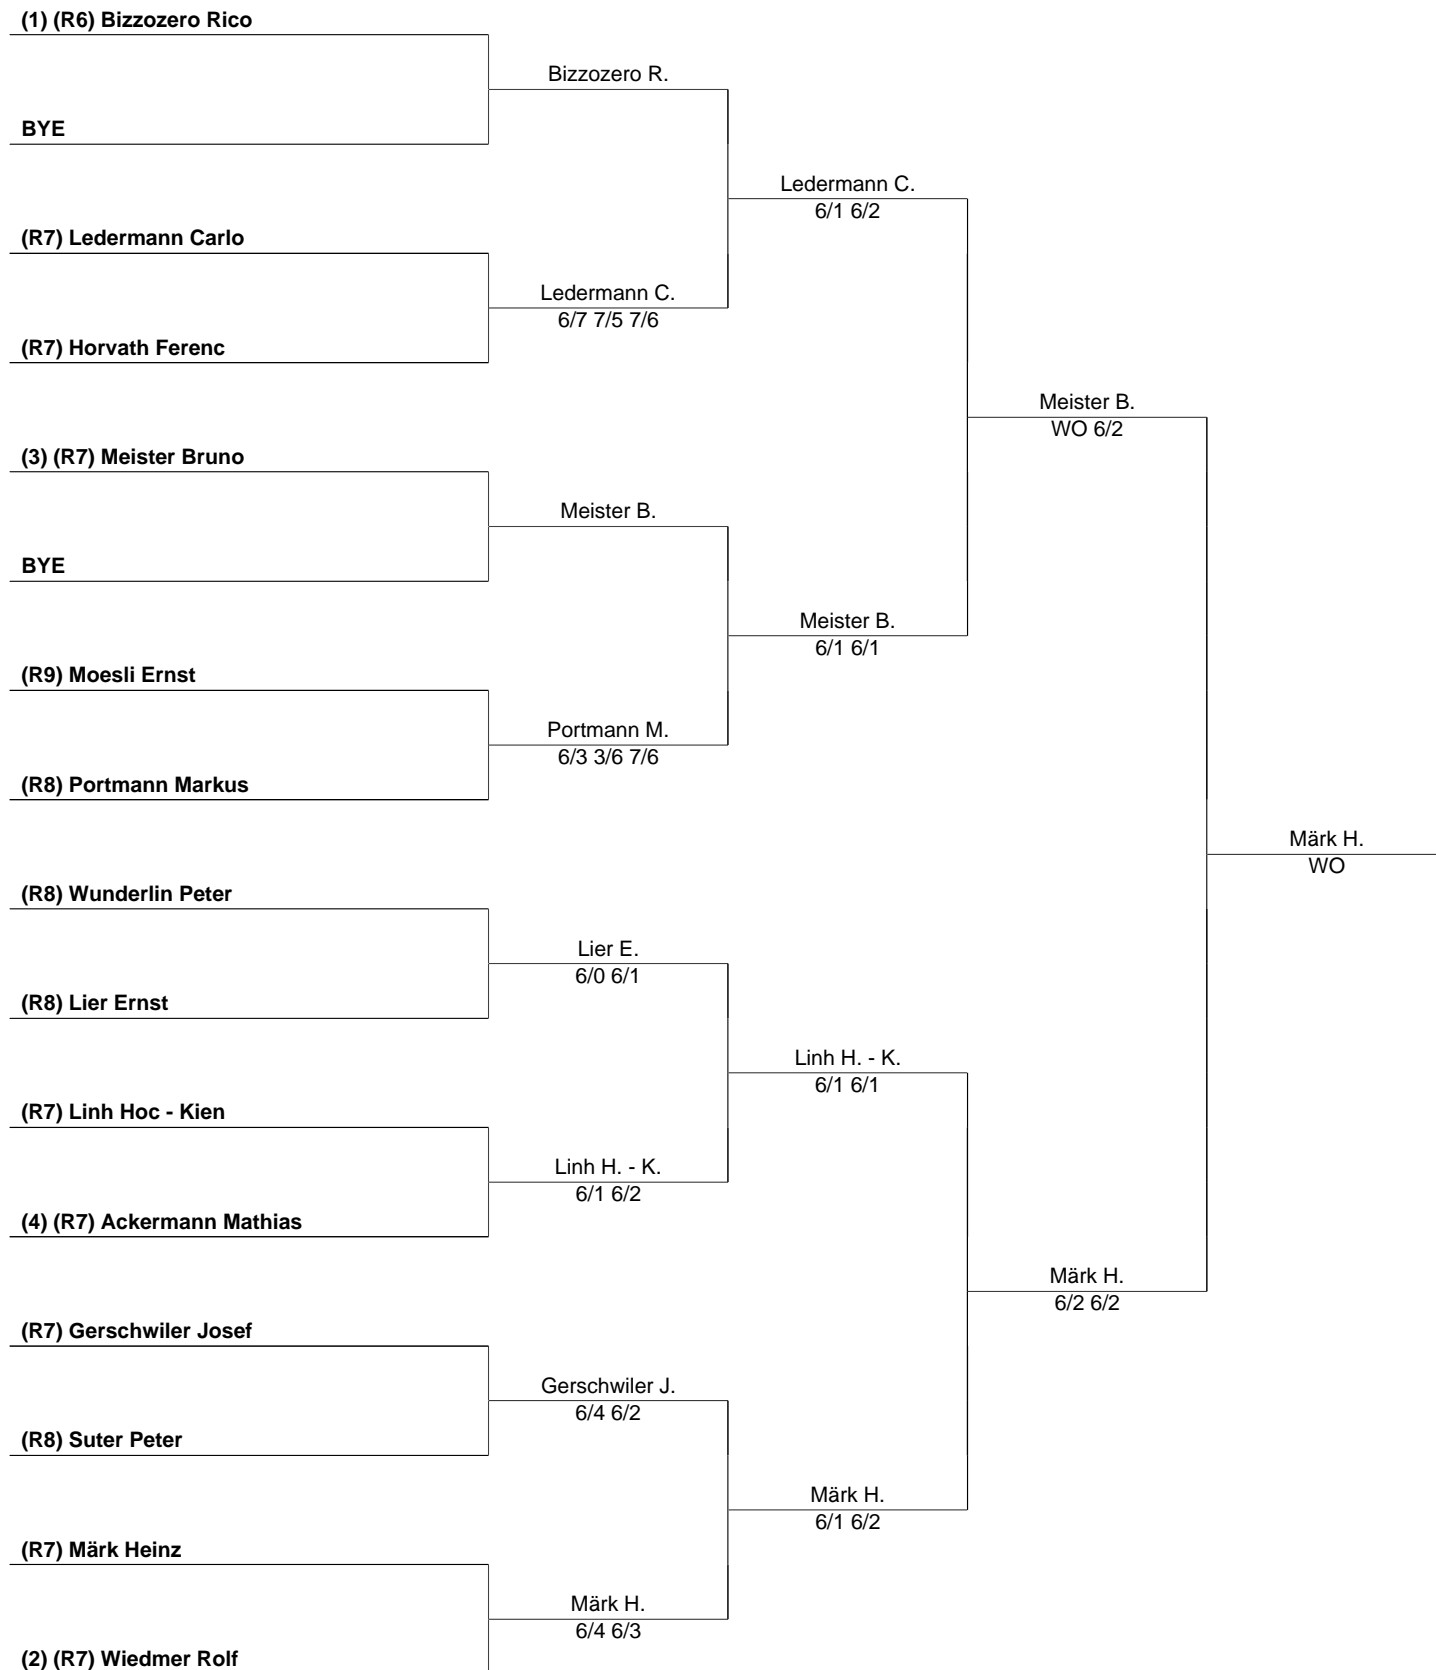 (1) (R6) Bizzozero Rico
Bizzozero R.
BYE
Ledermann C.
6/1 6/2
(R7) Ledermann Carlo
Ledermann C.
6/7 7/5 7/6
(R7) Horvath Ferenc
Meister B.
WO 6/2
(3) (R7) Meister Bruno
Meister B.
BYE
Meister B.
6/1 6/1
(R9) Moesli Ernst
Portmann M.
6/3 3/6 7/6
(R8) Portmann Markus
Märk H.
WO
(R8) Wunderlin Peter
Lier E.
6/0 6/1
(R8) Lier Ernst
Linh H. - K.
6/1 6/1
(R7) Linh Hoc - Kien
Linh H. - K.
6/1 6/2
(4) (R7) Ackermann Mathias
Märk H.
6/2 6/2
(R7) Gerschwiler Josef
Gerschwiler J.
6/4 6/2
(R8) Suter Peter
Märk H.
6/1 6/2
(R7) Märk Heinz
Märk H.
6/4 6/3
(2) (R7) Wiedmer Rolf